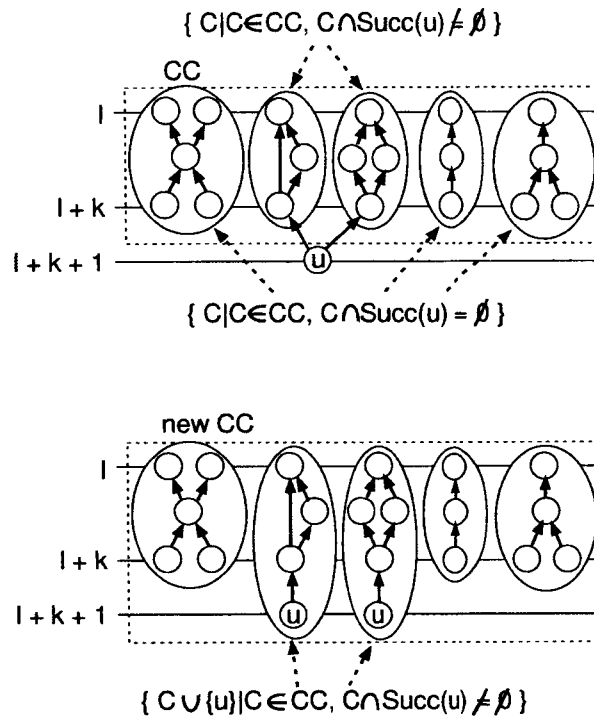 { C|C∈CC, C∩Succ(u) ≠ ∅ }
CC
l
l + k
l + k + 1
u
{ C|C∈CC, C∩Succ(u) = ∅ }
new CC
l
l + k
l + k + 1
u u
{ C ∪ {u}|C ∈ CC, C∩Succ(u) ≠ ∅ }